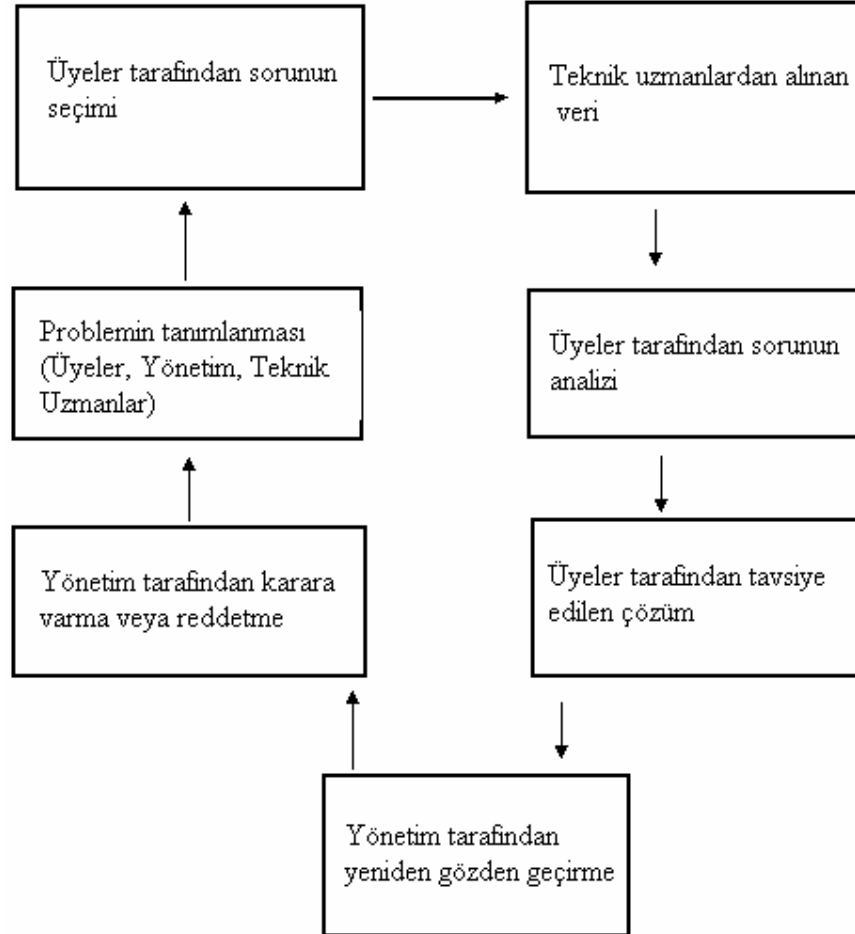 Üyeler tarafından sorunun
seçimi
Teknik uzmanlardan alınan
veri
Üyeler tarafından sorunun
analizi
Üyeler tarafından tavsiye
edilen çözüm
Yönetim tarafından
yeniden gözden geçirme
Yönetim tarafından karara
varma veya reddetme
Problemin tanımlanması
(Üyeler, Yönetim, Teknik
Uzmanlar)